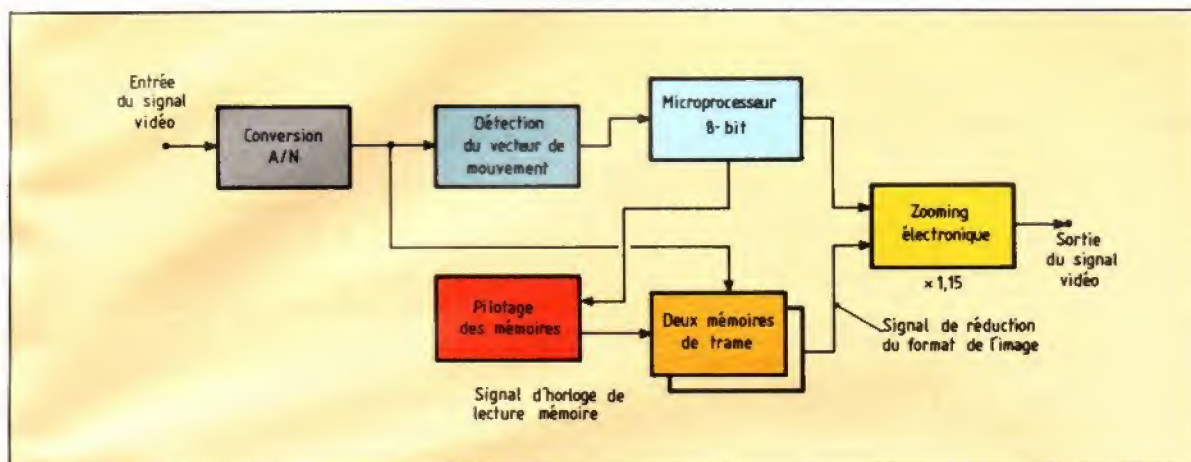 Entrée
du signal
vidéo
Conversion
A/N
Détection
du vecteur de
mouvement
Microprocesseur
8-bit
Zooming
électronique
× 1,15
Sortie
du signal
vidéo
Pilotage
des mémoires
Deux mémoires
de trame
Signal de réduction
du format de l'image
Signal d'horloge de
lecture mémoire